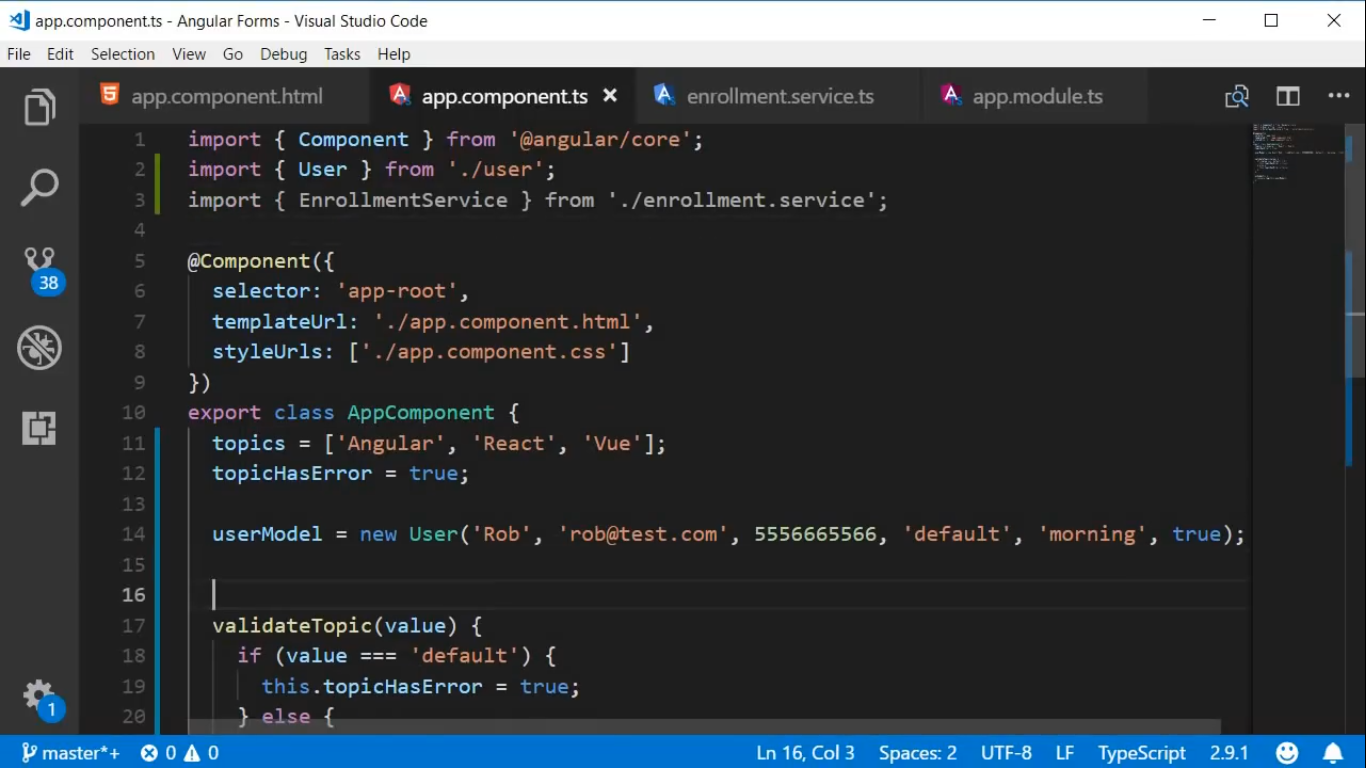 app.component.ts - Angular Forms - Visual Studio Code
File Edit Selection View Go Debug Tasks Help
app.component.html app.component.ts enrollment.service.ts app.module.ts
1 import { Component } from '@angular/core';
2 import { User } from './user';
3 import { EnrollmentService } from './enrollment.service';
4
5 @Component({
6 selector: 'app-root',
7 templateUrl: './app.component.html',
8 styleUrls: ['./app.component.css']
9 })
10 export class AppComponent {
11 topics = ['Angular', 'React', 'Vue'];
12 topicHasError = true;
13
14 userModel = new User('Rob', 'rob@test.com', 5556665566, 'default', 'morning', true);
15
16
17 validateTopic(value) {
18 if (value === 'default') {
19 this.topicHasError = true;
20 } else {
38
1
master*+ 0 0 Ln 16, Col 3 Spaces: 2 UTF-8 LF TypeScript 2.9.1